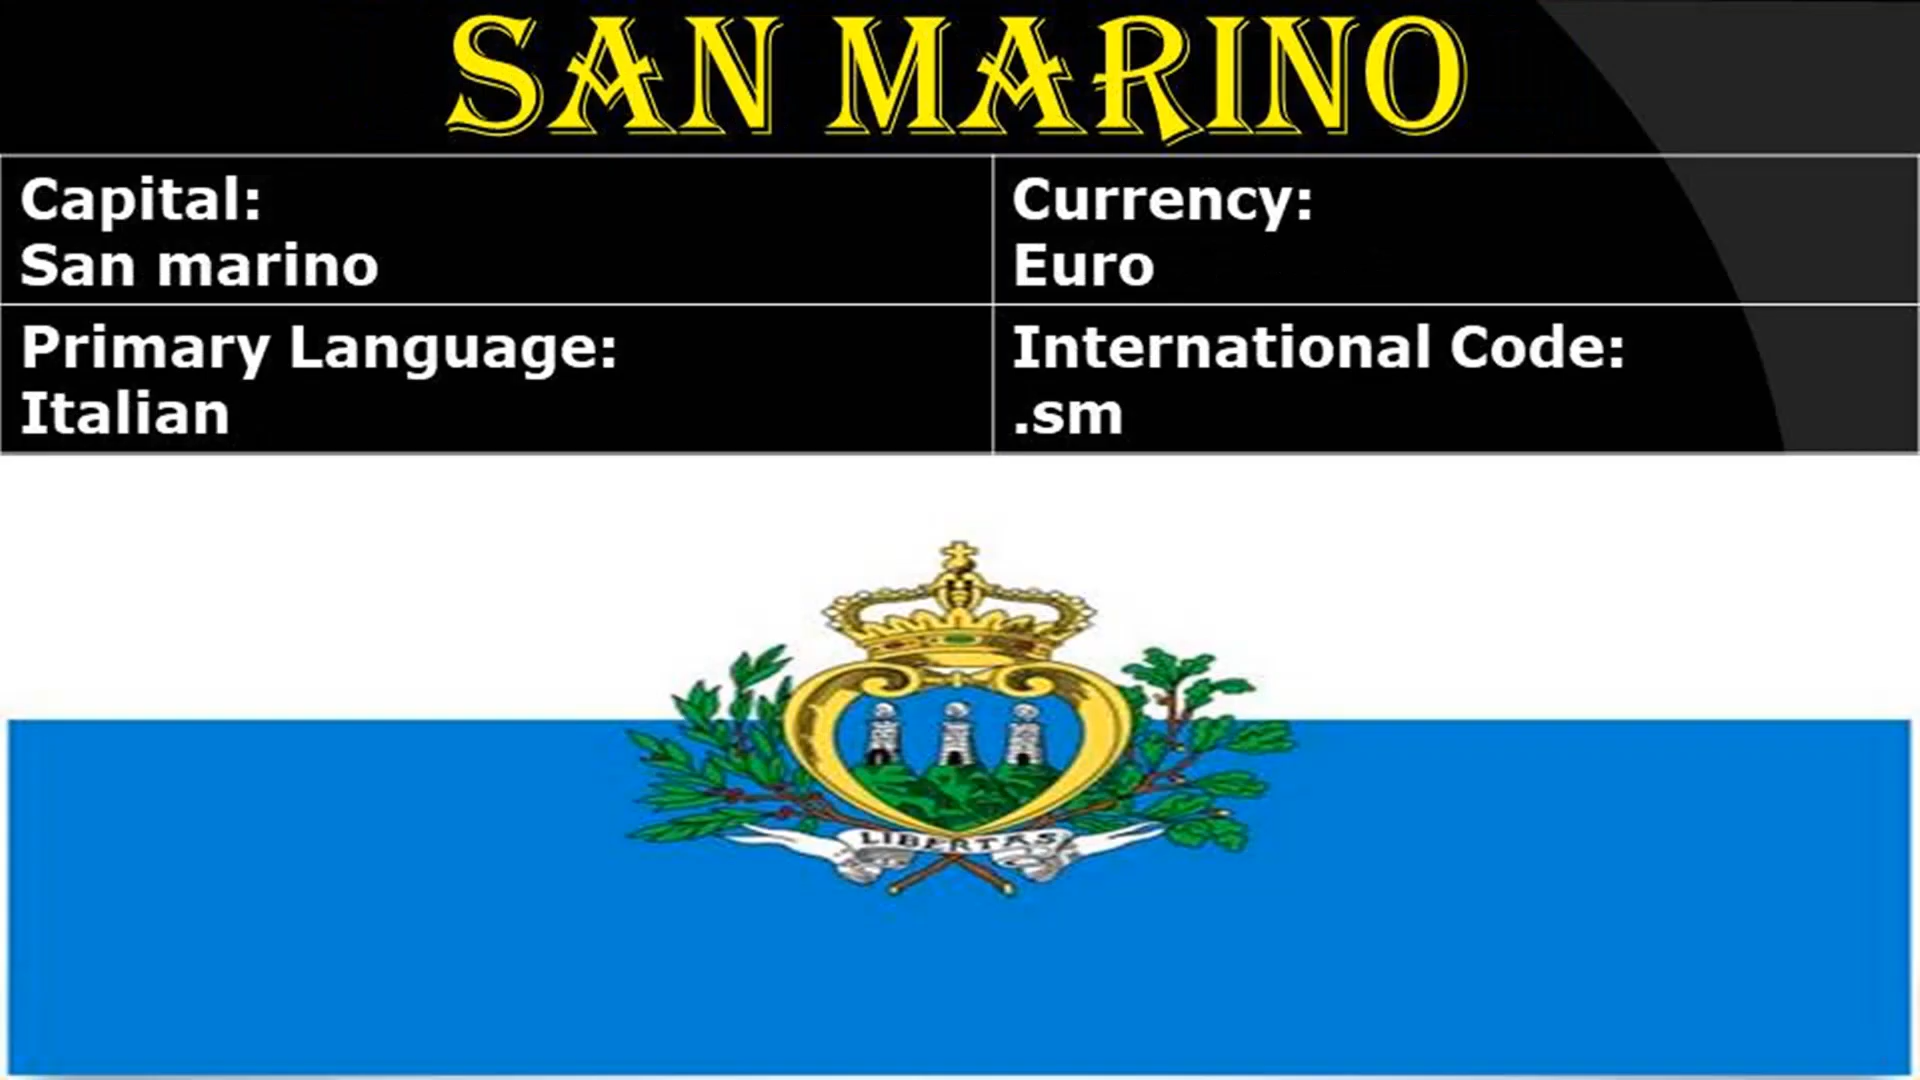 SAN MARINO
Capital:
San marino
Currency:
Euro
Primary Language:
Italian
International Code:
.sm
LIBERTAS